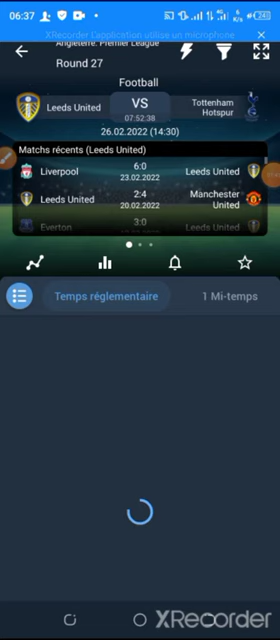 06:37
XRecorder L'application utilise un microphone
Angleterre. Premier League
Round 27
Football
Leeds United
VS
07:52:38
Tottenham
Hotspur
26.02.2022 (14:30)
Matchs récents (Leeds United)
Liverpool
6:0
23.02.2022
Leeds United
Leeds United
2:4
20.02.2022
Manchester
United
Everton
3:0
Leeds United
Temps réglementaire
1 Mi-temps
XRecorder